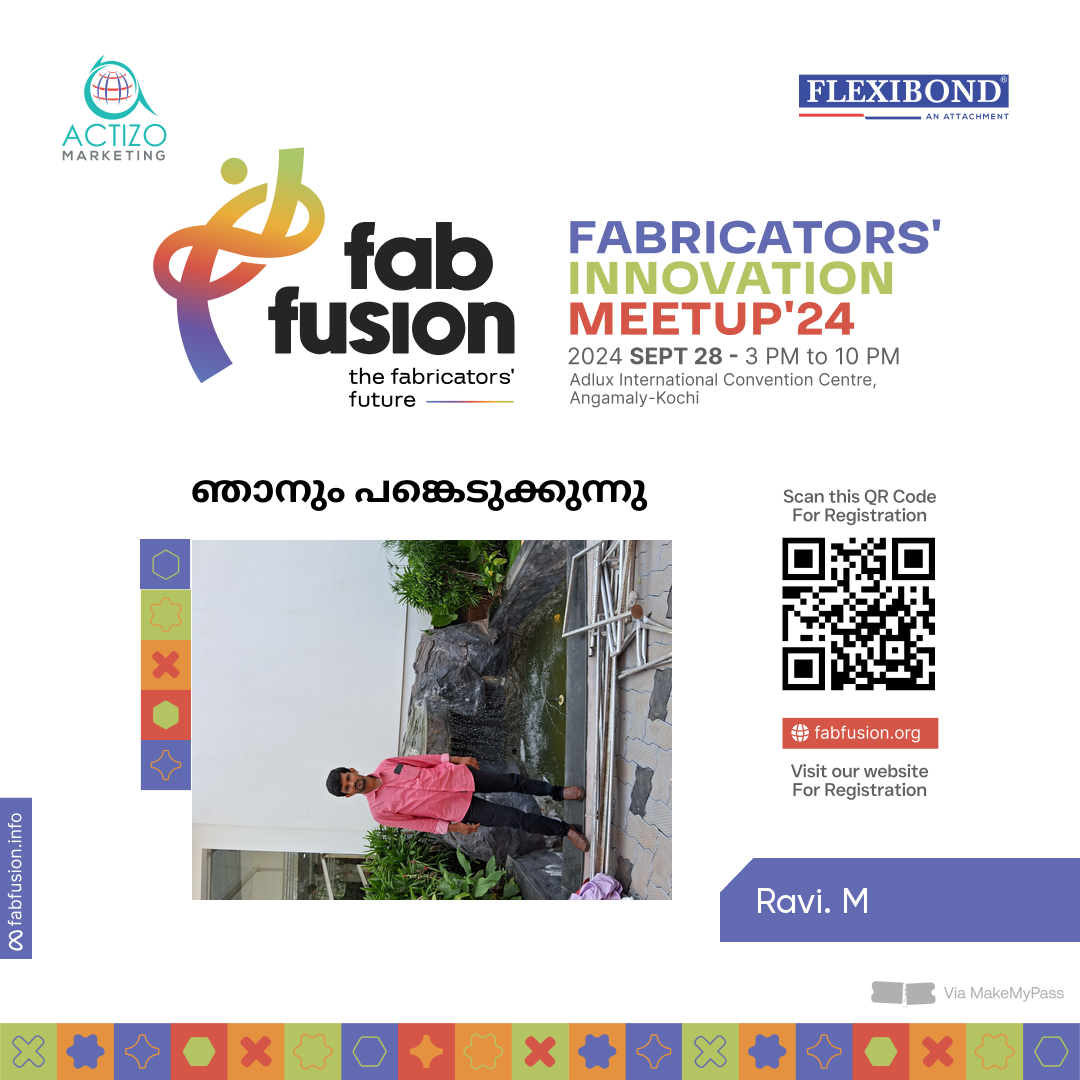 ACTIZO
MARKETING
FLEXIBOND®
AN ATTACHMENT
fab
fusion
the fabricators'
future
FABRICATORS'
INNOVATION
MEETUP'24
2024 SEPT 28 - 3 PM to 10 PM
Adlux International Convention Centre,
Angamaly-Kochi
ഞാനും പങ്കെടുക്കുന്നു
Scan this QR Code
For Registration
fabfusion.org
Visit our website
For Registration
fabfusion.info
Ravi. M
Via MakeMyPass